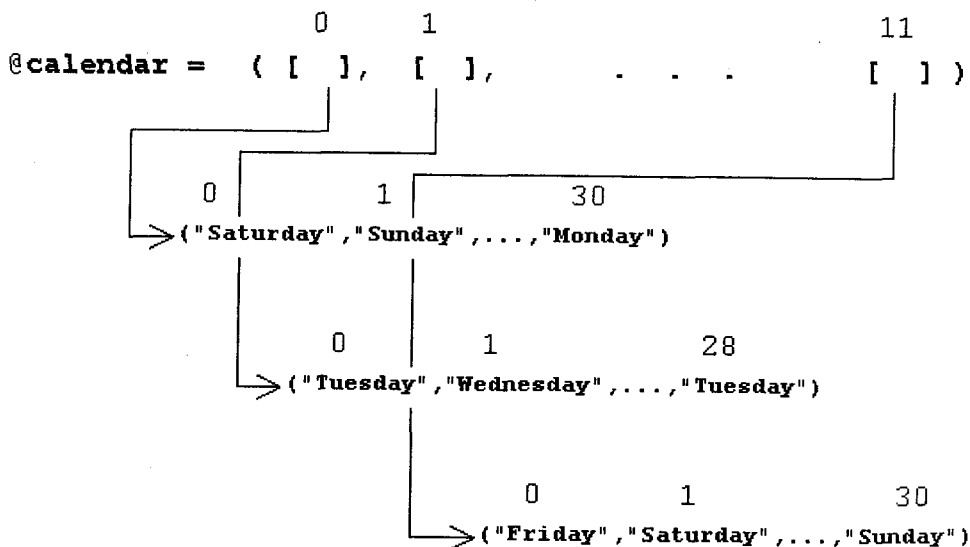 0 1 11
@calendar = ( [ ], [ ], . . . [ ] )
0 1 30
("Saturday","Sunday",...,"Monday")
0 1 28
("Tuesday","Wednesday",...,"Tuesday")
0 1 30
("Friday","Saturday",...,"Sunday")